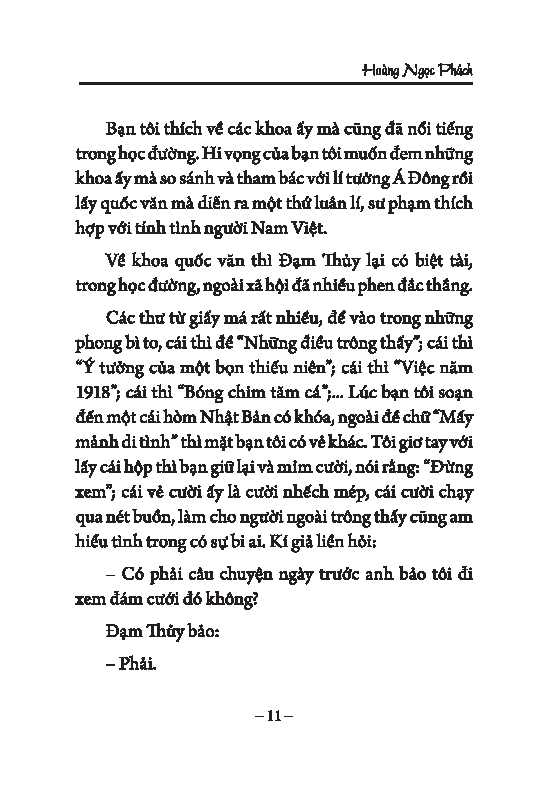 Hoàng Ngọc Phách
Bạn tôi thích về các khoa ấy mà cũng đã nổi tiếng
trong học đường. Hi vọng của bạn tôi muốn đem những
khoa ấy mà so sánh và tham bác với lí tưởng Á Đông rồi
lấy quốc văn mà diễn ra một thứ luân lí, sư phạm thích
hợp với tính tình người Nam Việt.
Về khoa quốc văn thì Đạm Thủy lại có biệt tài,
trong học đường, ngoài xã hội đã nhiều phen đắc thắng.
Các thư từ giấy má rất nhiều, để vào trong những
phong bì to, cái thì đề “Những điều trông thấy”; cái thì
“Ý tưởng của một bọn thiếu niên”; cái thì “Việc năm
1918”; cái thì “Bóng chim tăm cá”;... Lúc bạn tôi soạn
đến một cái hòm Nhật Bản có khóa, ngoài đề chữ “Mấy
mảnh di tình” thì mặt bạn tôi có vẻ khác. Tôi giơ tay với
lấy cái hộp thì bạn giữ lại và mỉm cười, nói rằng: “Đừng
xem”; cái vẻ cười ấy là cười nhếch mép, cái cười chạy
qua nét buồn, làm cho người ngoài trông thấy cũng am
hiểu tình trong có sự bi ai. Kí giả liền hỏi:
– Có phải câu chuyện ngày trước anh bảo tôi đi
xem đám cưới đó không?
Đạm Thủy bảo:
– Phải.
– 11 –